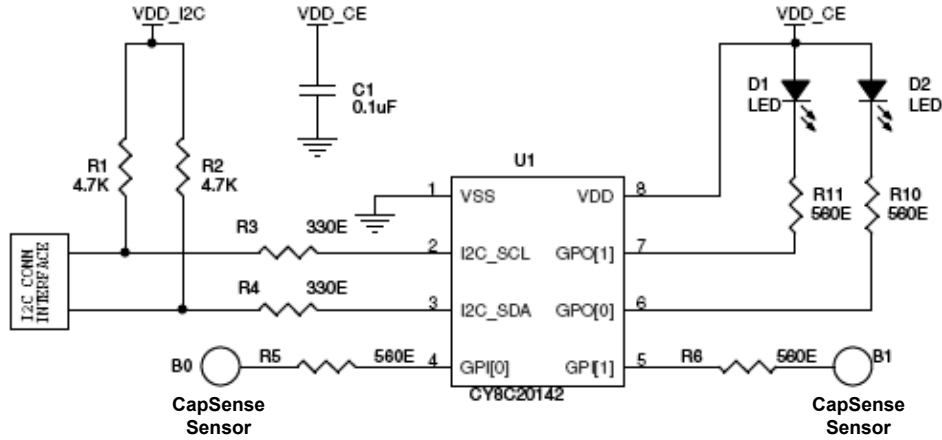 VDD_I2C
VDD_CE
VDD_CE
C1
0.1uF
D1
LED
D2
LED
R1
4.7K
R2
4.7K
U1
1
VSS
VDD
8
R11
560E
R10
560E
I2C CONN
INTERFACE
R3
330E
2
I2C_SCL
GPO[1]
7
R4
330E
3
I2C_SDA
GPO[0]
6
B0
R5
560E
4
GPI[0]
GPI[1]
5
R6
560E
B1
CY8C20142
CapSense
Sensor
CapSense
Sensor